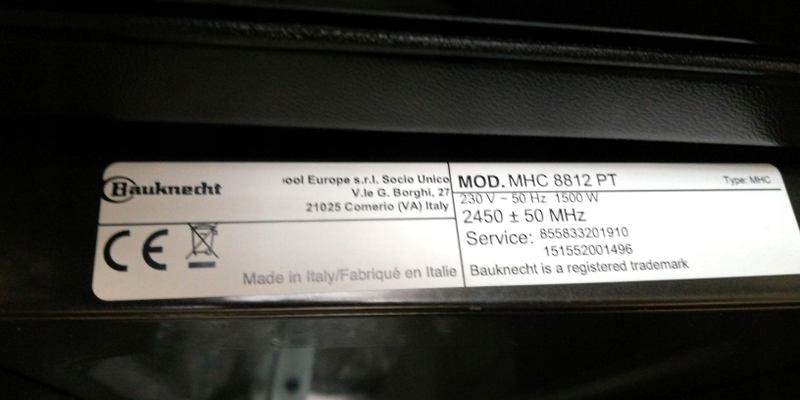 Bauknecht
ool Europe s.r.l. Socio Unico
V.le G. Borghi, 27
21025 Comerio (VA) Italy
CE
Made in Italy/Fabriqué en Italie
MOD. MHC 8812 PT
Type: MHC
230 V ~ 50 Hz 1500 W
2450 ± 50 MHz
Service: 855833201910
151552001496
Bauknecht is a registered trademark